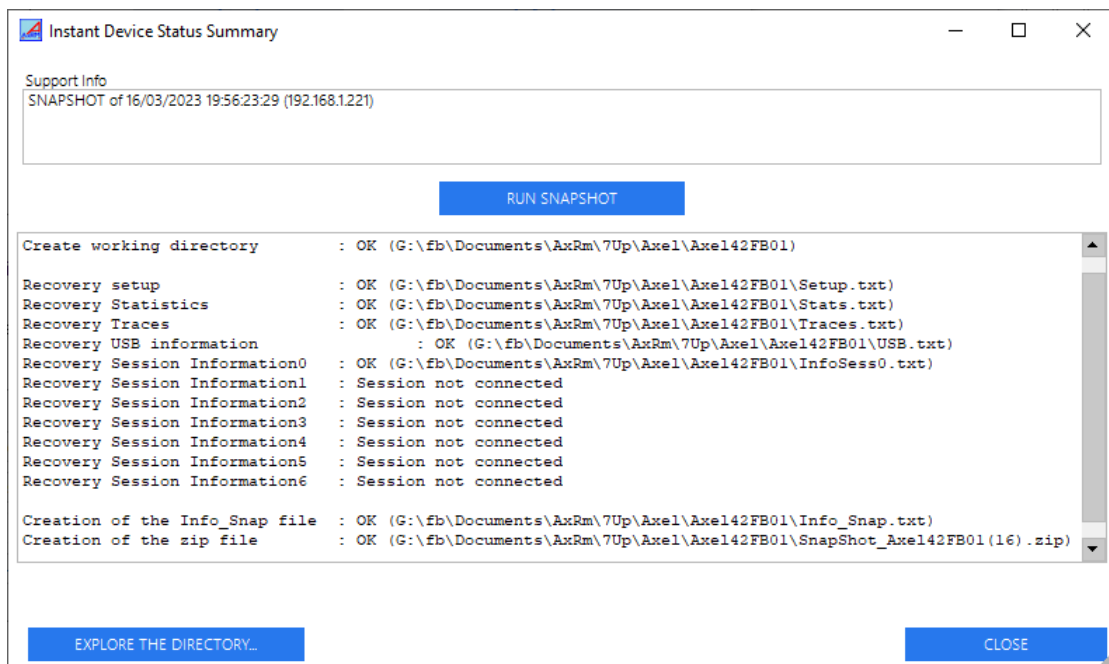 Instant Device Status Summary
Support Info
SNAPSHOT of 16/03/2023 19:56:23:29 (192.168.1.221)
RUN SNAPSHOT
Create working directory : OK (G:\fb\Documents\AxRm\7Up\Axel\Axel42FB01)
Recovery setup : OK (G:\fb\Documents\AxRm\7Up\Axel\Axel42FB01\Setup.txt)
Recovery Statistics : OK (G:\fb\Documents\AxRm\7Up\Axel\Axel42FB01\Stats.txt)
Recovery Traces : OK (G:\fb\Documents\AxRm\7Up\Axel\Axel42FB01\Traces.txt)
Recovery USB information : OK (G:\fb\Documents\AxRm\7Up\Axel\Axel42FB01\USB.txt)
Recovery Session Information0 : OK (G:\fb\Documents\AxRm\7Up\Axel\Axel42FB01\InfoSess0.txt)
Recovery Session Information1 : Session not connected
Recovery Session Information2 : Session not connected
Recovery Session Information3 : Session not connected
Recovery Session Information4 : Session not connected
Recovery Session Information5 : Session not connected
Recovery Session Information6 : Session not connected
Creation of the Info_Snap file : OK (G:\fb\Documents\AxRm\7Up\Axel\Axel42FB01\Info_Snap.txt)
Creation of the zip file : OK (G:\fb\Documents\AxRm\7Up\Axel\Axel42FB01\SnapShot_Axel42FB01(16).zip)
EXPLORE THE DIRECTORY...
CLOSE